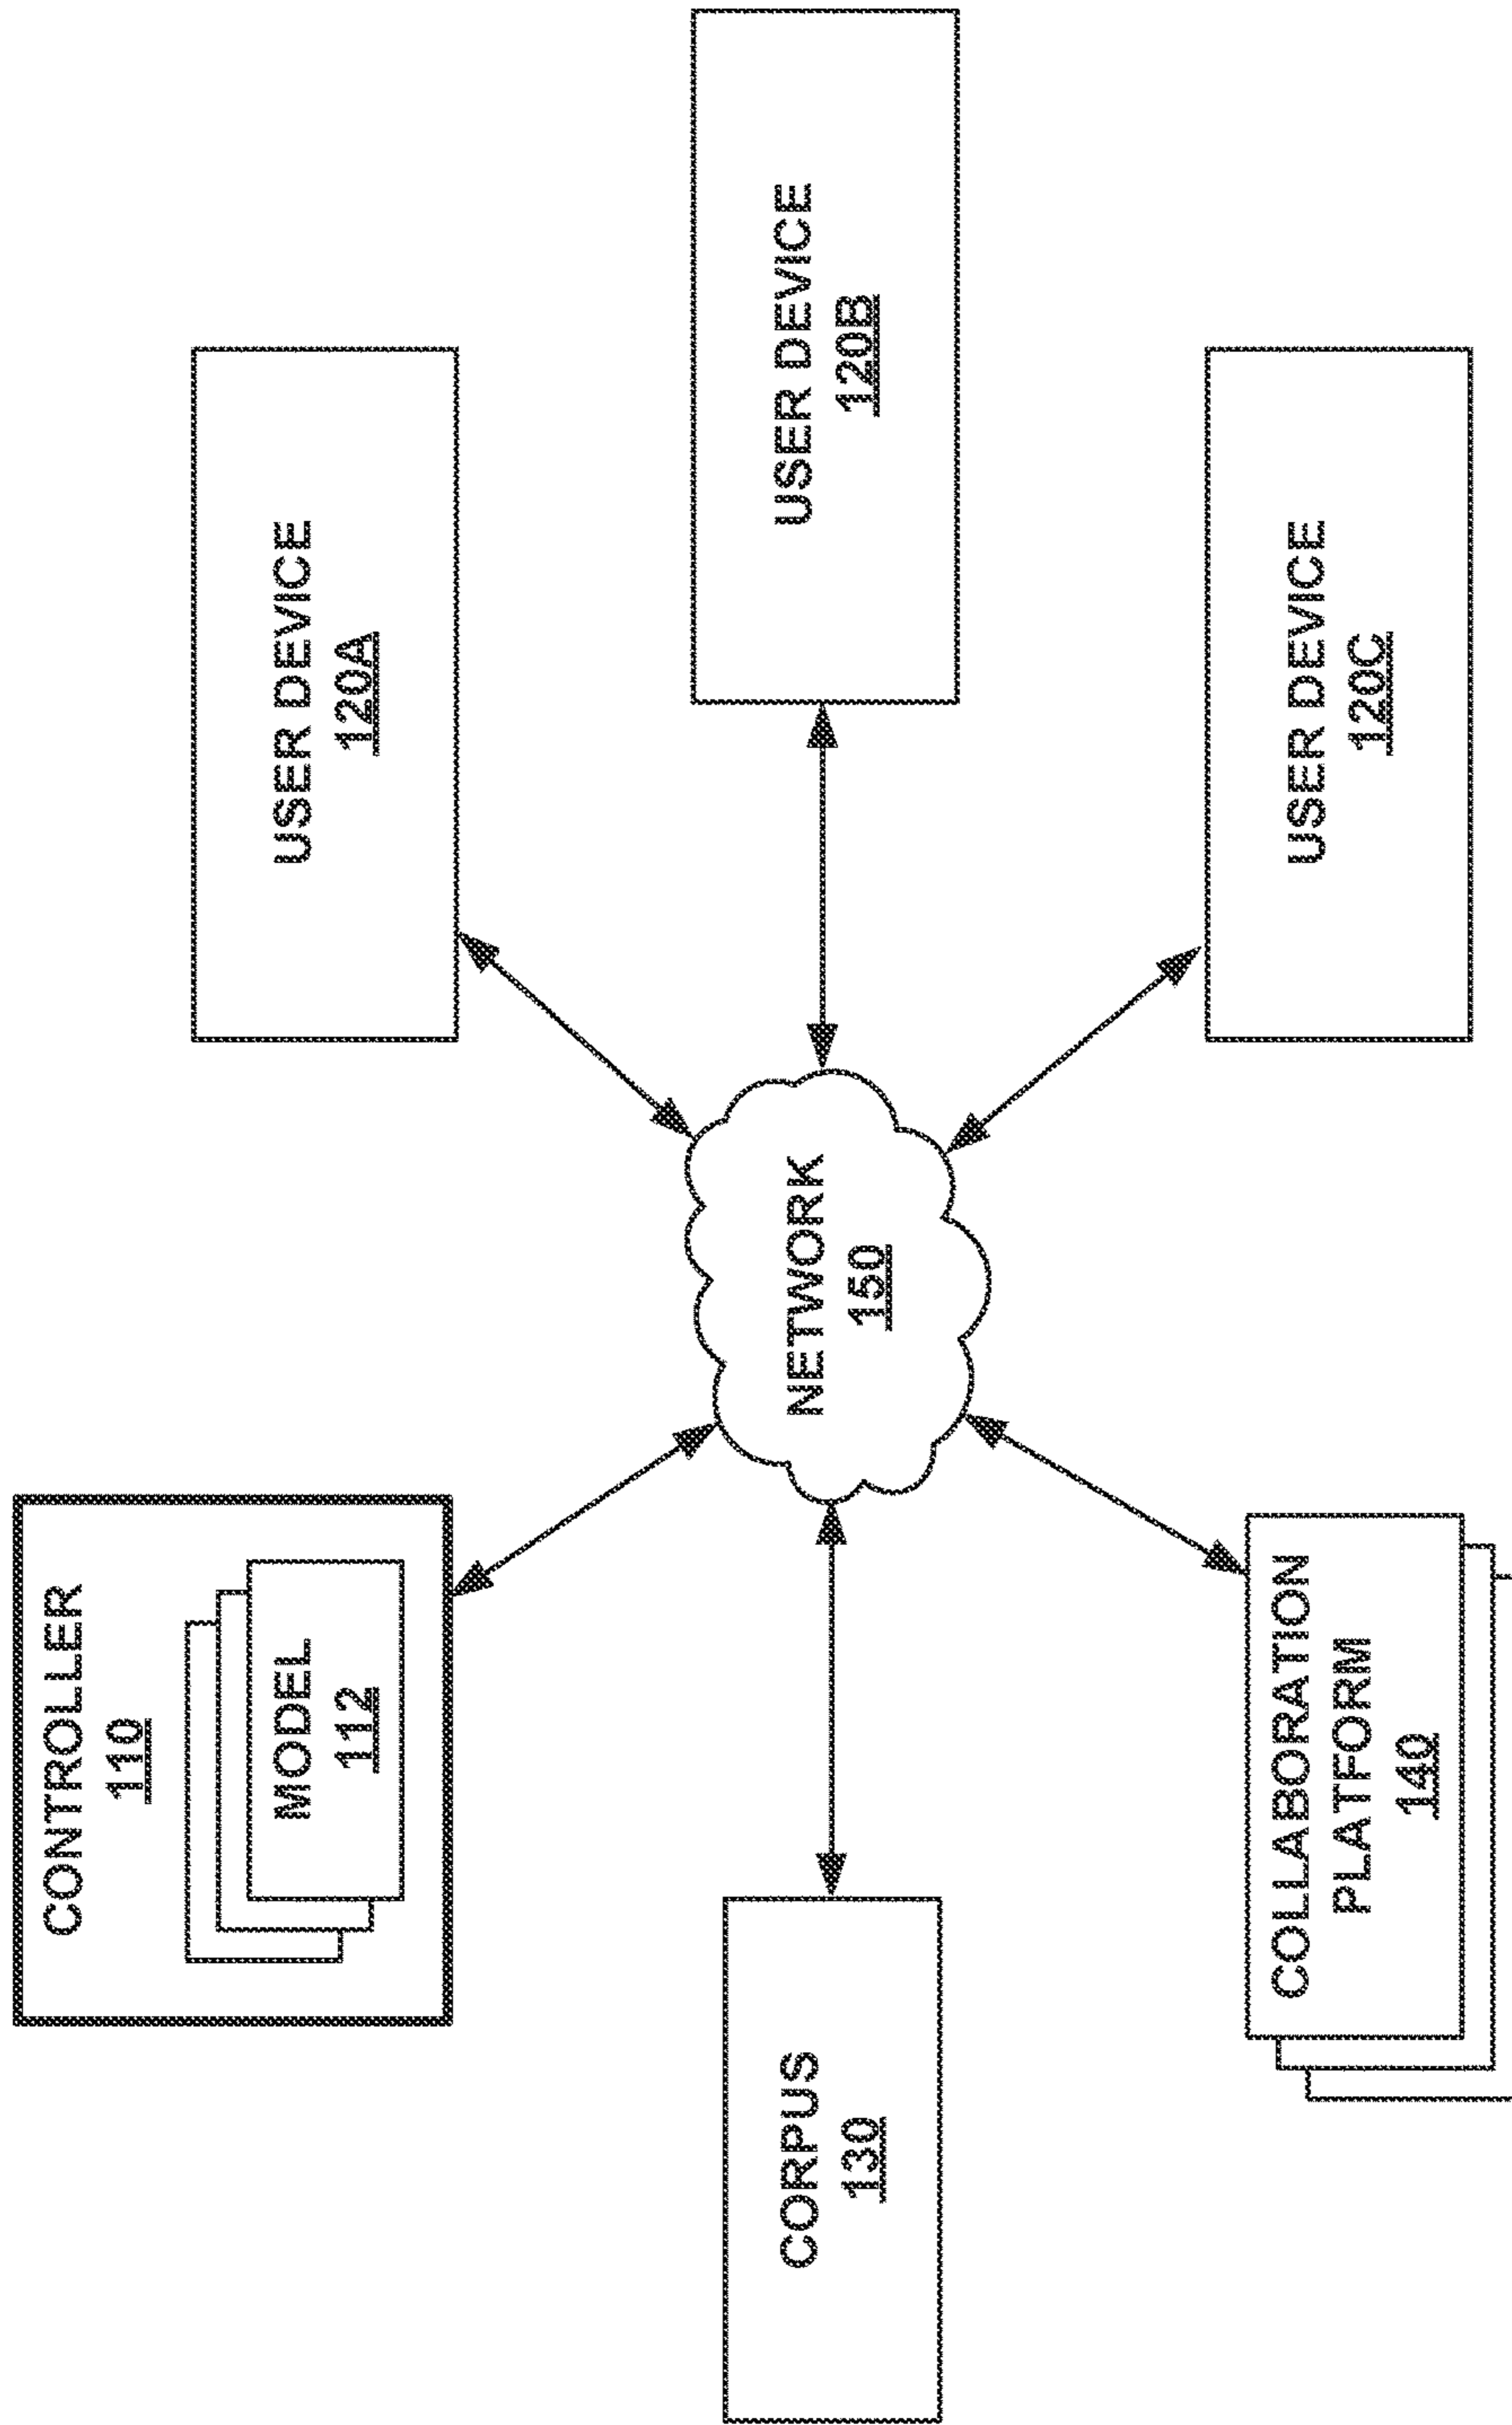 CONTROLLER
110
MODEL
112
USER DEVICE
120A
CORPUS
130
NETWORK
150
USER DEVICE
120B
COLLABORATION
PLATFORM
140
USER DEVICE
120C